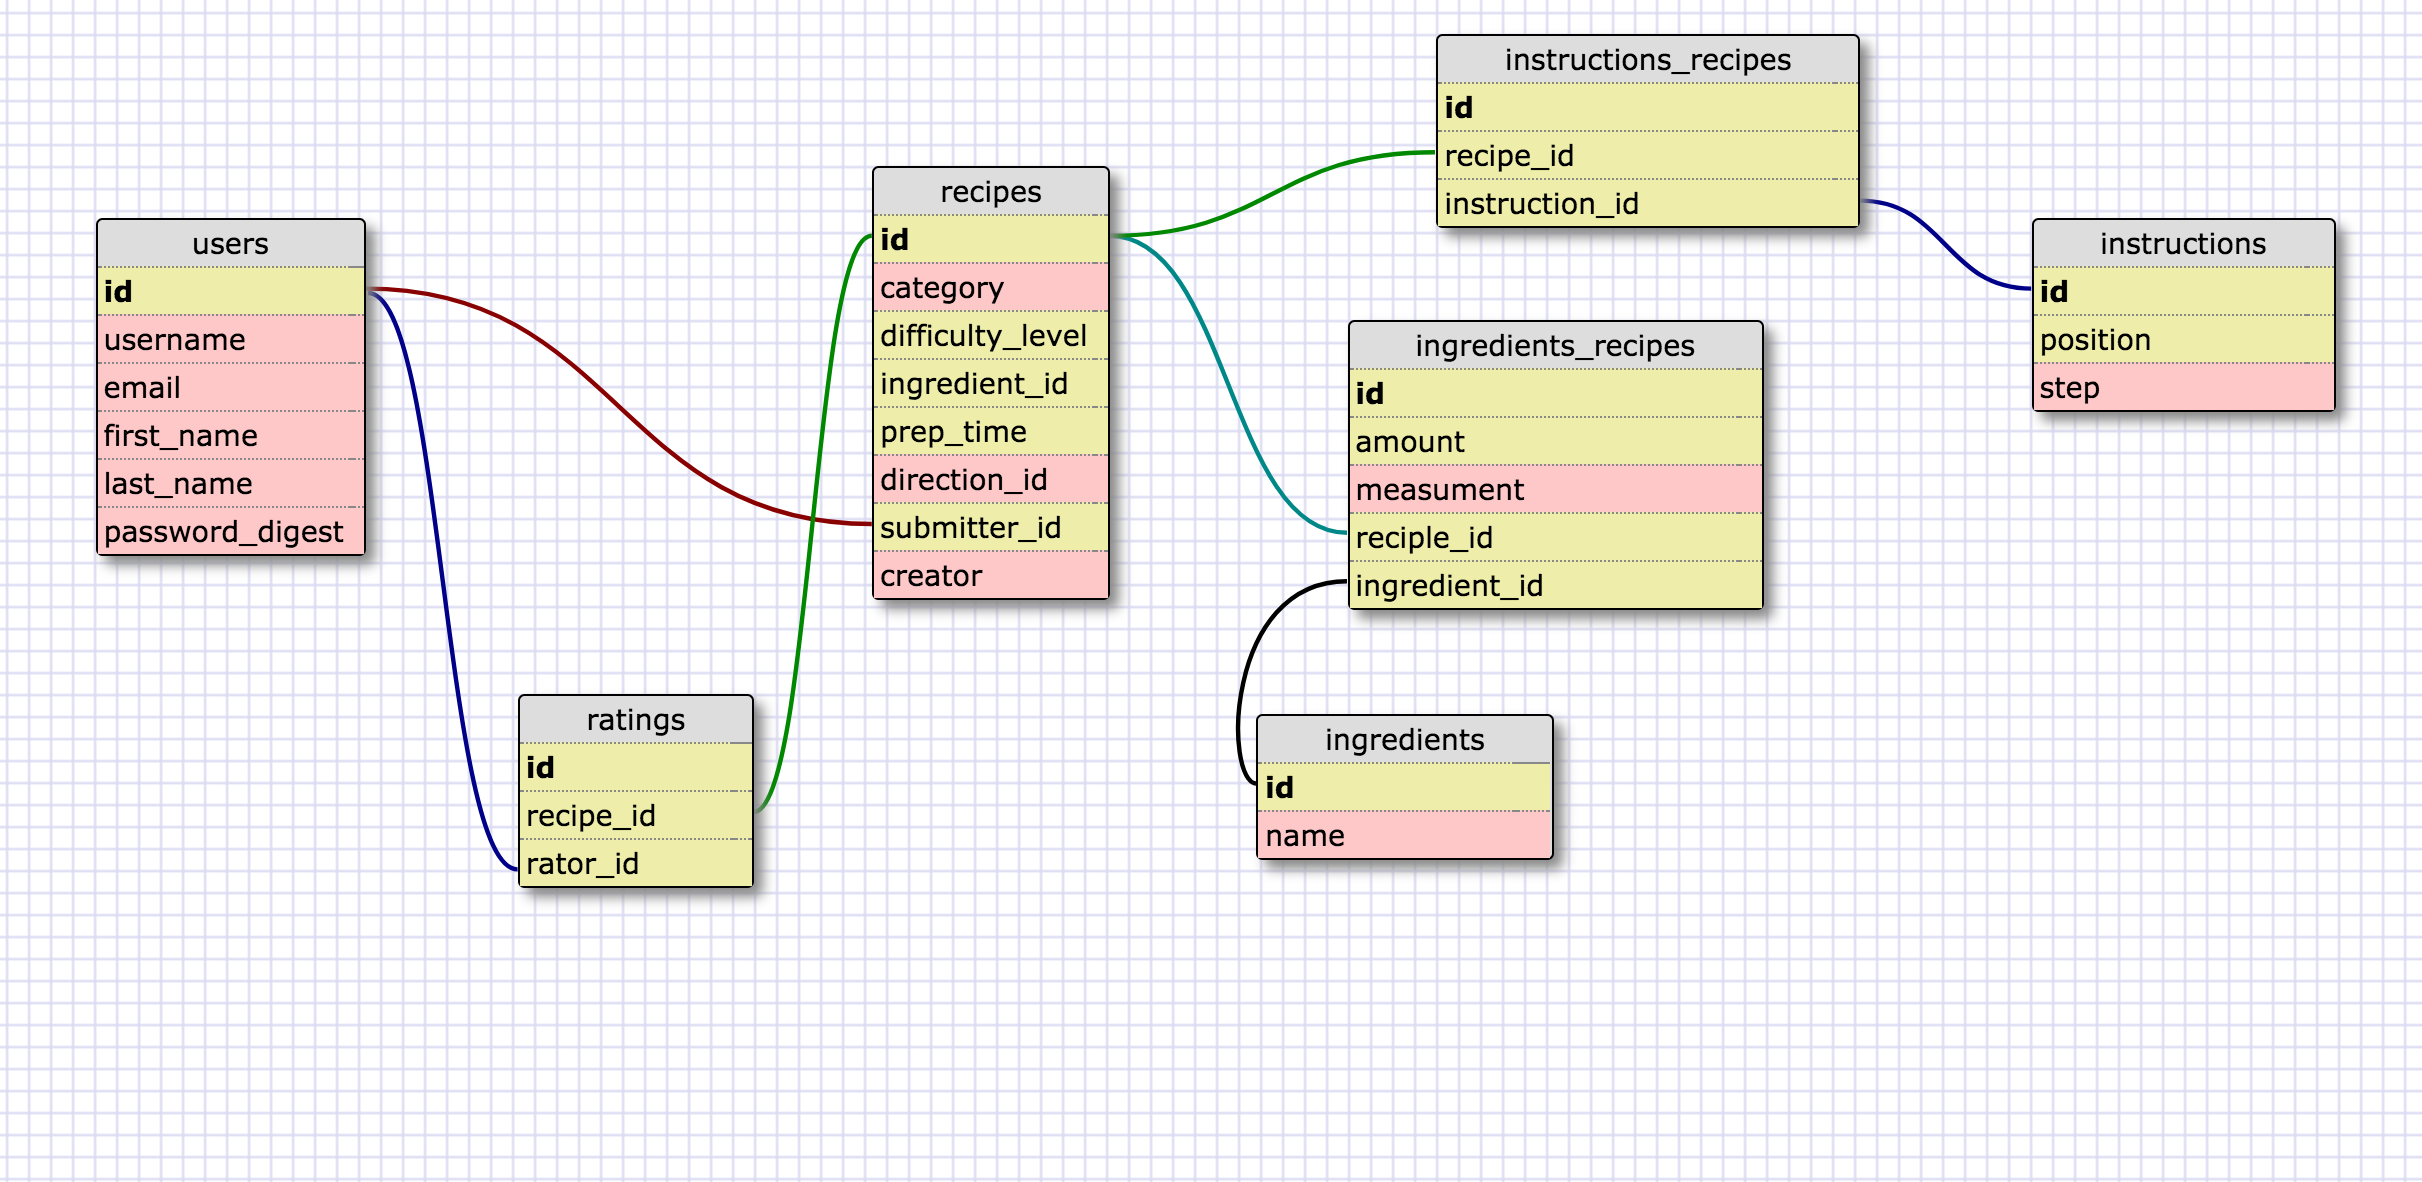 users
id
username
email
first_name
last_name
password_digest
ratings
id
recipe_id
rator_id
recipes
id
category
difficulty_level
ingredient_id
prep_time
direction_id
submitter_id
creator
instructions_recipes
id
recipe_id
instruction_id
ingredients_recipes
id
amount
measument
reciple_id
ingredient_id
ingredients
id
name
instructions
id
position
step